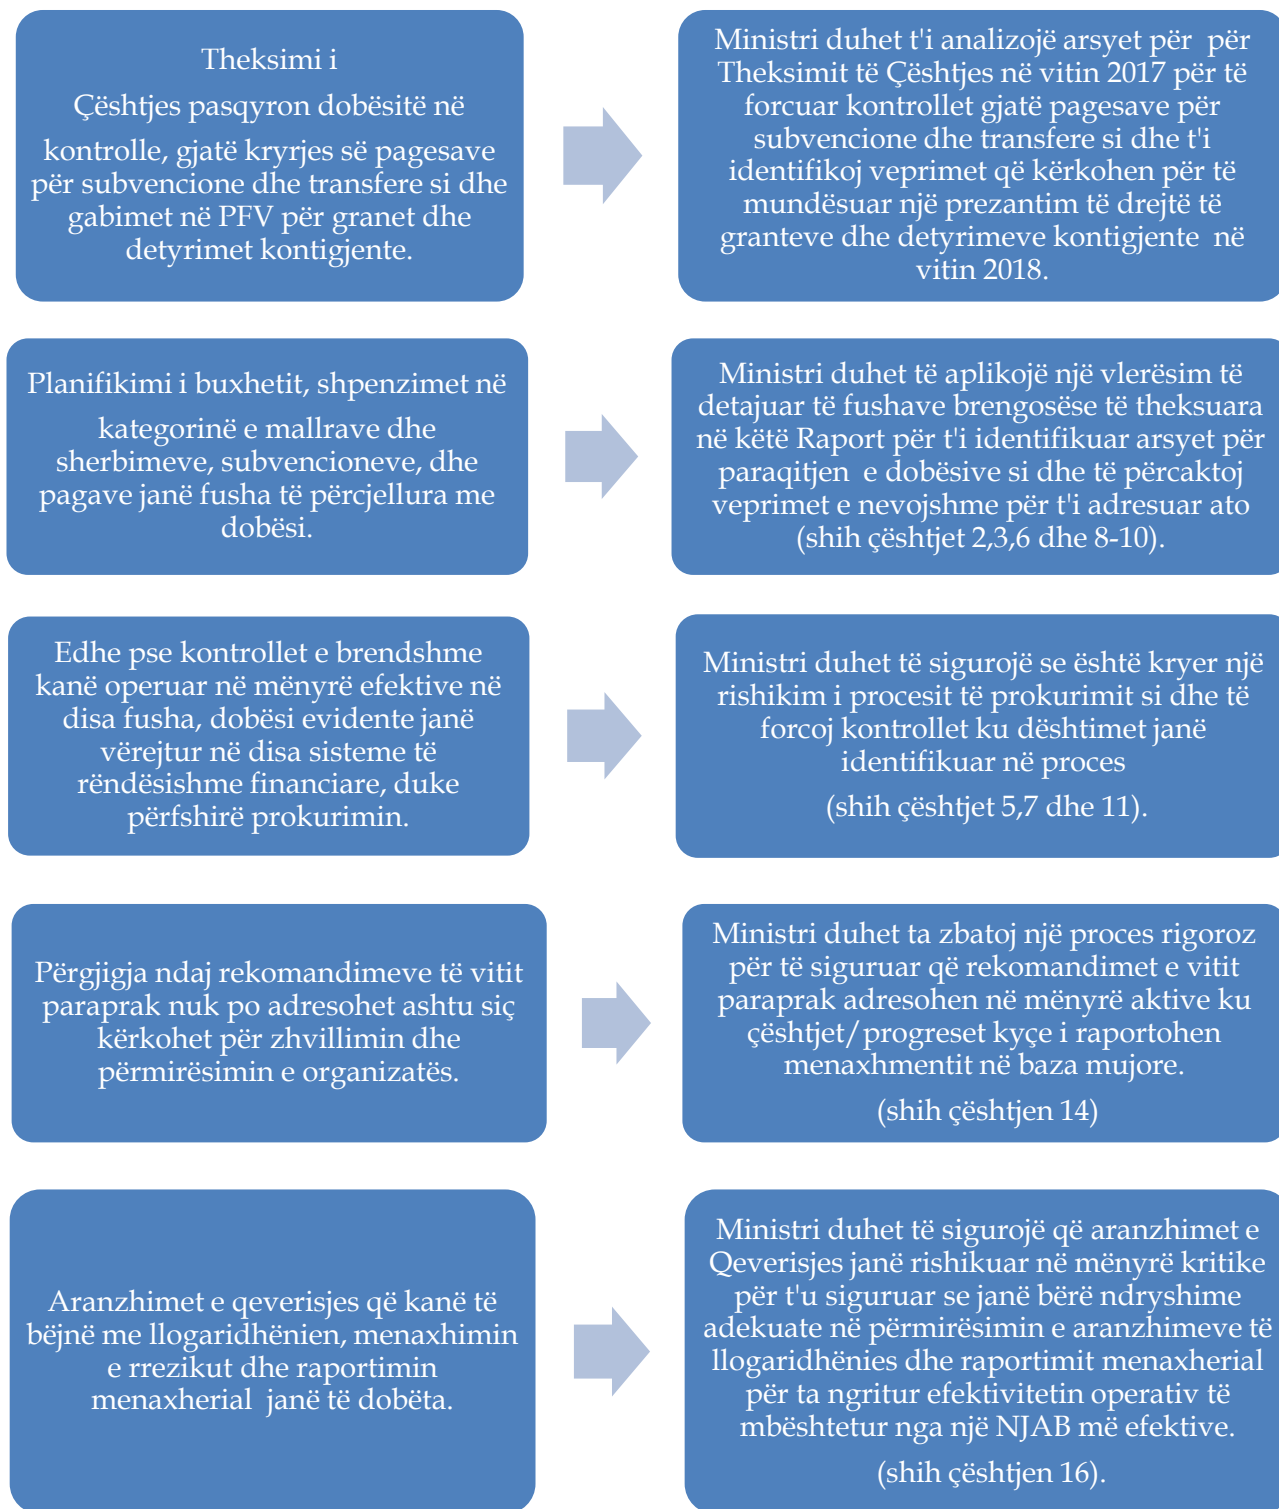 Theksimi i
Çështjes pasqyron dobësitë në
kontrolle, gjatë kryrjes së pagesave
për subvencione dhe transfere si dhe
gabimet në PFV për granet dhe
detyrimet kontigjente.
Ministri duhet t'i analizojë arsyet për  për
Theksimit të Çështjes në vitin 2017 për të
forcuar kontrollet gjatë pagesave për
subvencione dhe transfere si dhe t'i
identifikoj veprimet që kërkohen për të
mundësuar një prezantim të drejtë të
granteve dhe detyrimeve kontigjente  në
vitin 2018.
Planifikimi i buxhetit, shpenzimet në
kategorinë e mallrave dhe
sherbimeve, subvencioneve, dhe
pagave janë fusha të përcjellura me
dobësi.
Ministri duhet të aplikojë një vlerësim të
detajuar të fushave brengosëse të theksuara
në këtë Raport për t'i identifikuar arsyet për
paraqitjen  e dobësive si dhe të përcaktoj
veprimet e nevojshme për t'i adresuar ato
(shih çështjet 2,3,6 dhe 8-10).
Edhe pse kontrollet e brendshme
kanë operuar në mënyrë efektive në
disa fusha, dobësi evidente janë
vërejtur në disa sisteme të
rëndësishme financiare, duke
përfshirë prokurimin.
Ministri duhet të sigurojë se është kryer një
rishikim i procesit të prokurimit si dhe të
forcoj kontrollet ku dështimet janë
identifikuar në proces
(shih çështjet 5,7 dhe 11).
Përgjigja ndaj rekomandimeve të vitit
paraprak nuk po adresohet ashtu siç
kërkohet për zhvillimin dhe
përmirësimin e organizatës.
Ministri duhet ta zbatoj një proces rigoroz
për të siguruar që rekomandimet e vitit
paraprak adresohen në mënyrë aktive ku
çështjet/progreset kyçe i raportohen
menaxhmentit në baza mujore.
(shih çështjen 14)
Aranzhimet e qeverisjes që kanë të
bëjnë me llogaridhënien, menaxhimin
e rrezikut dhe raportimin
menaxherial  janë të dobëta.
Ministri duhet të sigurojë që aranzhimet e
Qeverisjes janë rishikuar në mënyrë kritike
për t'u siguruar se janë bërë ndryshime
adekuate në përmirësimin e aranzhimeve të
llogaridhënies dhe raportimit menaxherial
për ta ngritur efektivitetin operativ të
mbështetur nga një NJAB më efektive.
(shih çështjen 16).